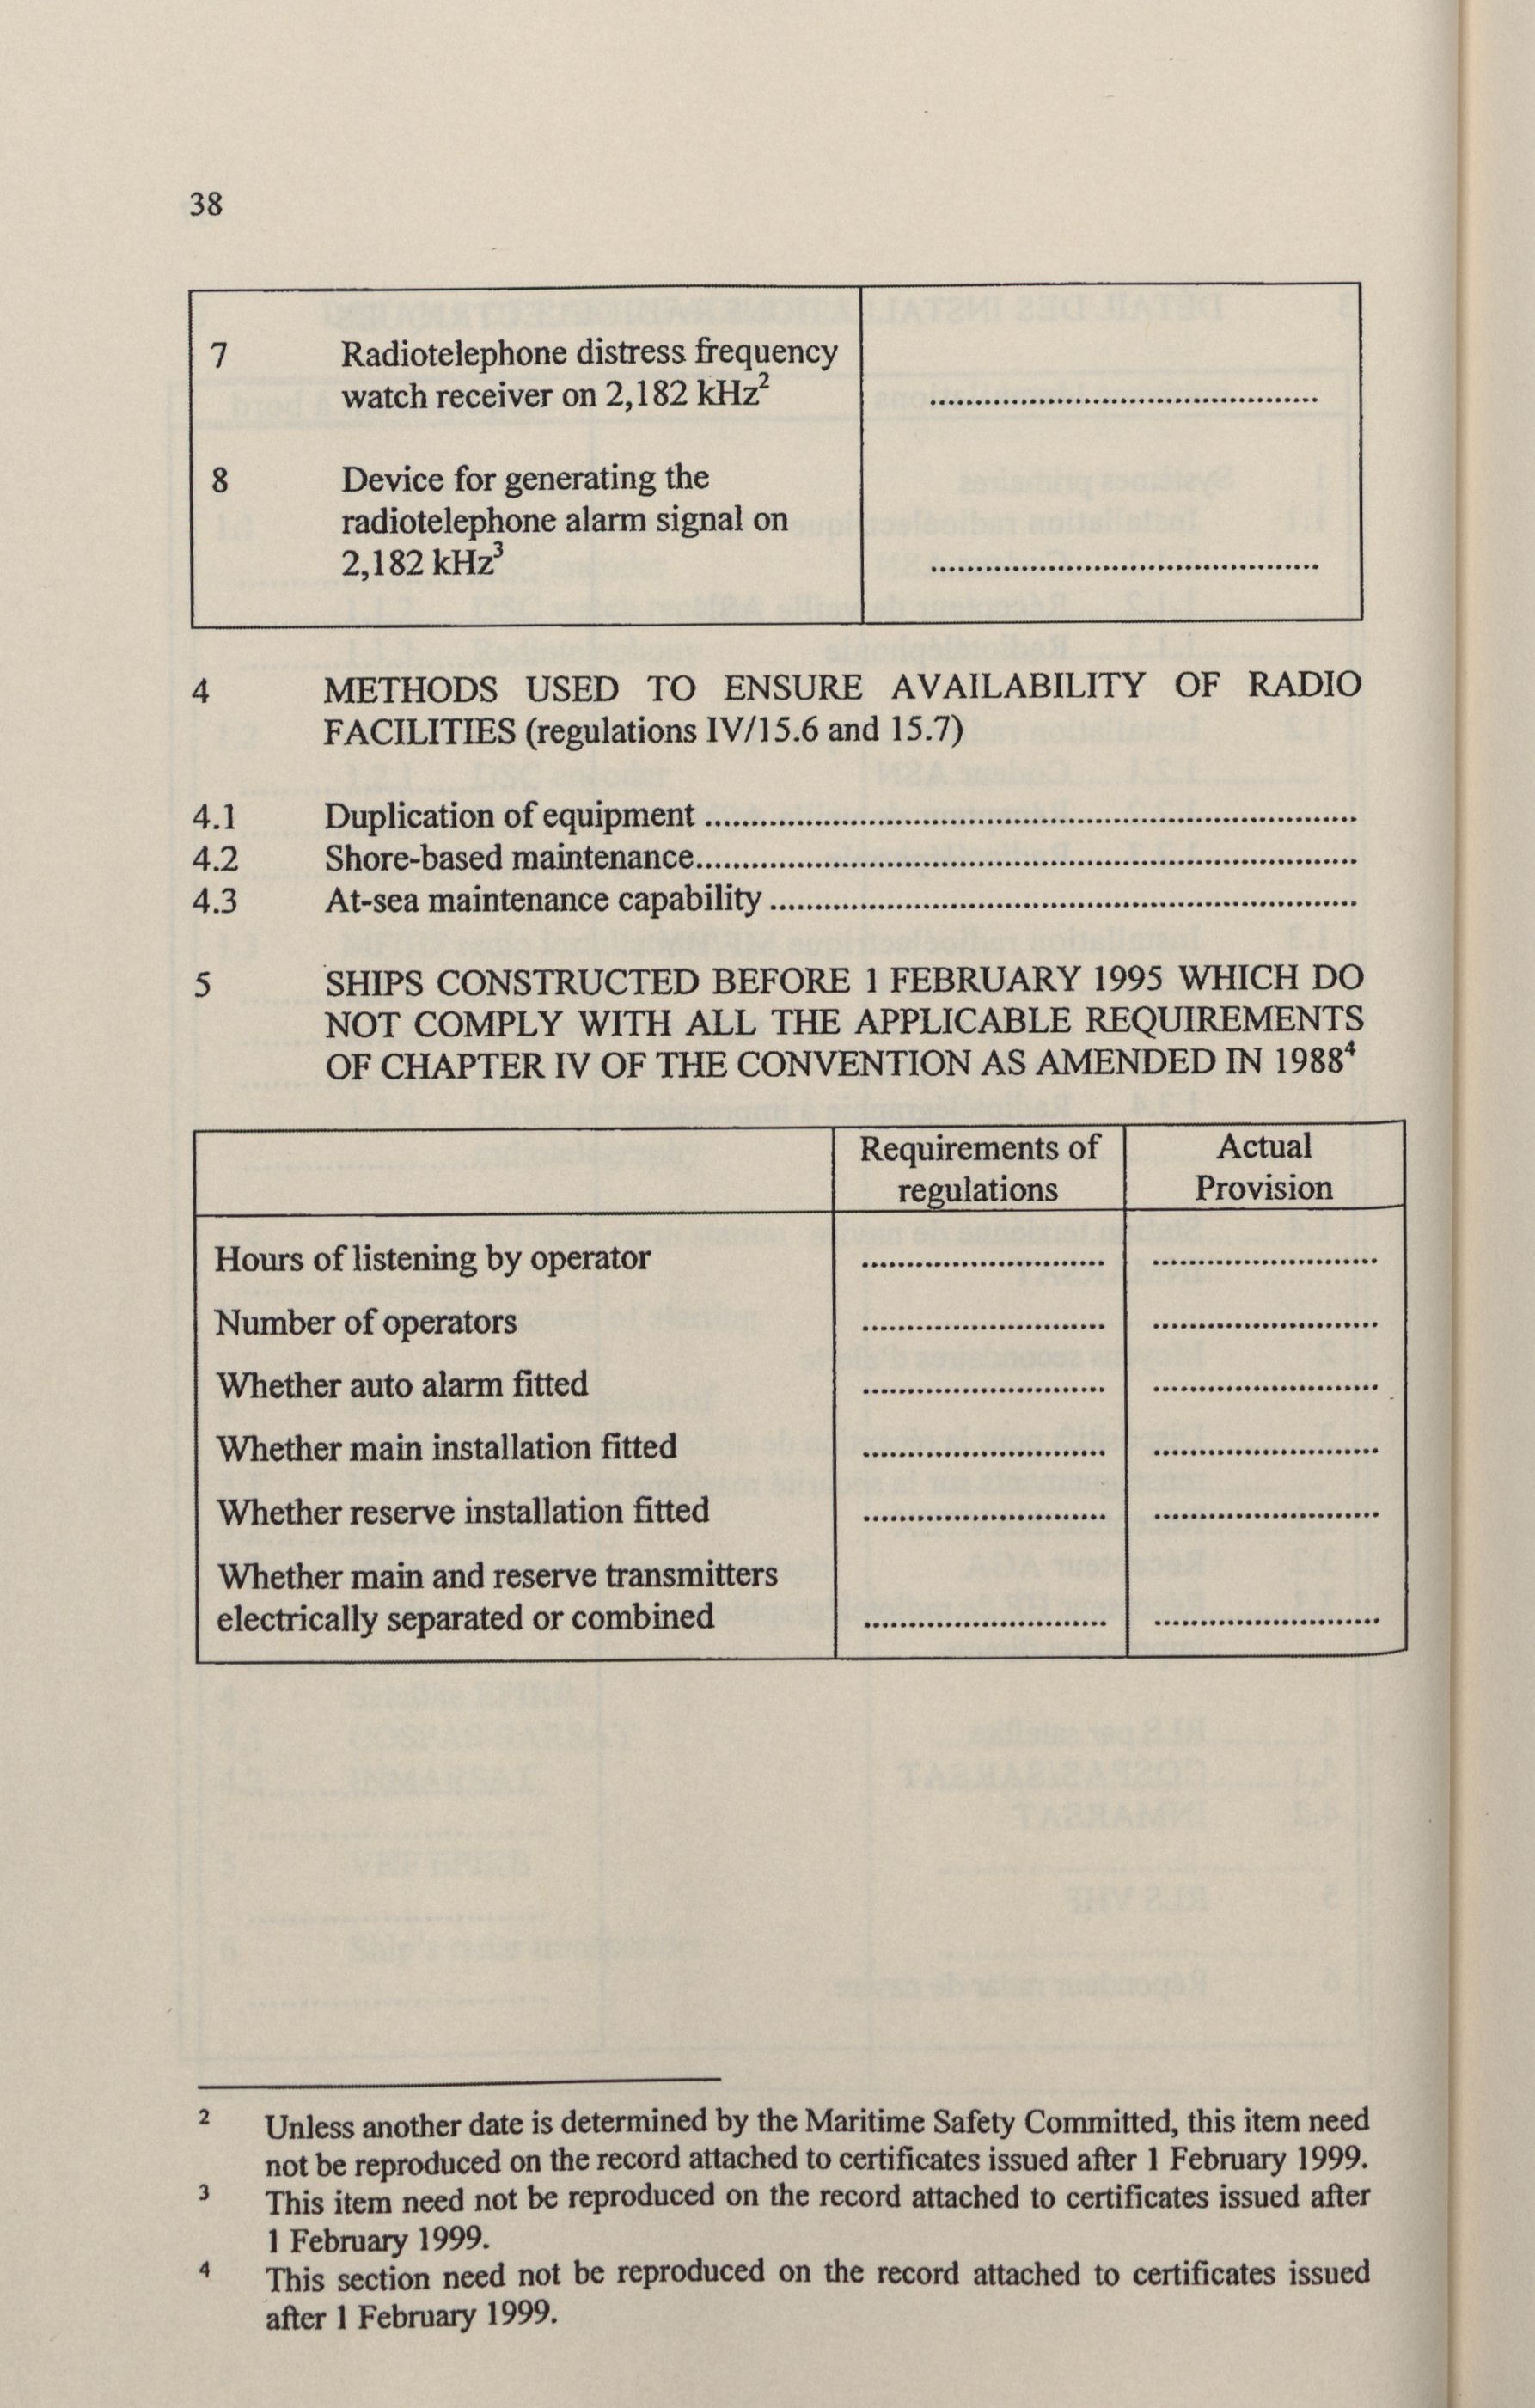 38
7 Radiotelephone distress frequency
watch receiver on 2,182 kHz² ..........................................
8 Device for generating the
radiotelephone alarm signal on
2,182 kHz³ ..........................................
4 METHODS USED TO ENSURE AVAILABILITY OF RADIO
FACILITIES (regulations IV/15.6 and 15.7)
4.1 Duplication of equipment ..........................................
4.2 Shore-based maintenance..........................................
4.3 At-sea maintenance capability ..........................................
5 SHIPS CONSTRUCTED BEFORE 1 FEBRUARY 1995 WHICH DO
NOT COMPLY WITH ALL THE APPLICABLE REQUIREMENTS
OF CHAPTER IV OF THE CONVENTION AS AMENDED IN 1988⁴
Requirements of Actual
regulations Provision
Hours of listening by operator .......................... ..........................
Number of operators .......................... ..........................
Whether auto alarm fitted .......................... ..........................
Whether main installation fitted .......................... ..........................
Whether reserve installation fitted .......................... ..........................
Whether main and reserve transmitters
electrically separated or combined .......................... ..........................
² Unless another date is determined by the Maritime Safety Committed, this item need
not be reproduced on the record attached to certificates issued after 1 February 1999.
³ This item need not be reproduced on the record attached to certificates issued after
1 February 1999.
⁴ This section need not be reproduced on the record attached to certificates issued
after 1 February 1999.